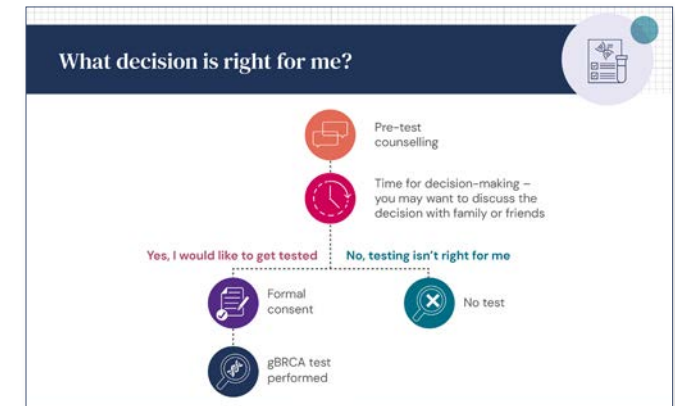 What decision is right for me?
Pre-test
counselling
Time for decision-making –
you may want to discuss the
decision with family or friends
Yes, I would like to get tested
No, testing isn't right for me
Formal
consent
No test
gBRCA test
performed